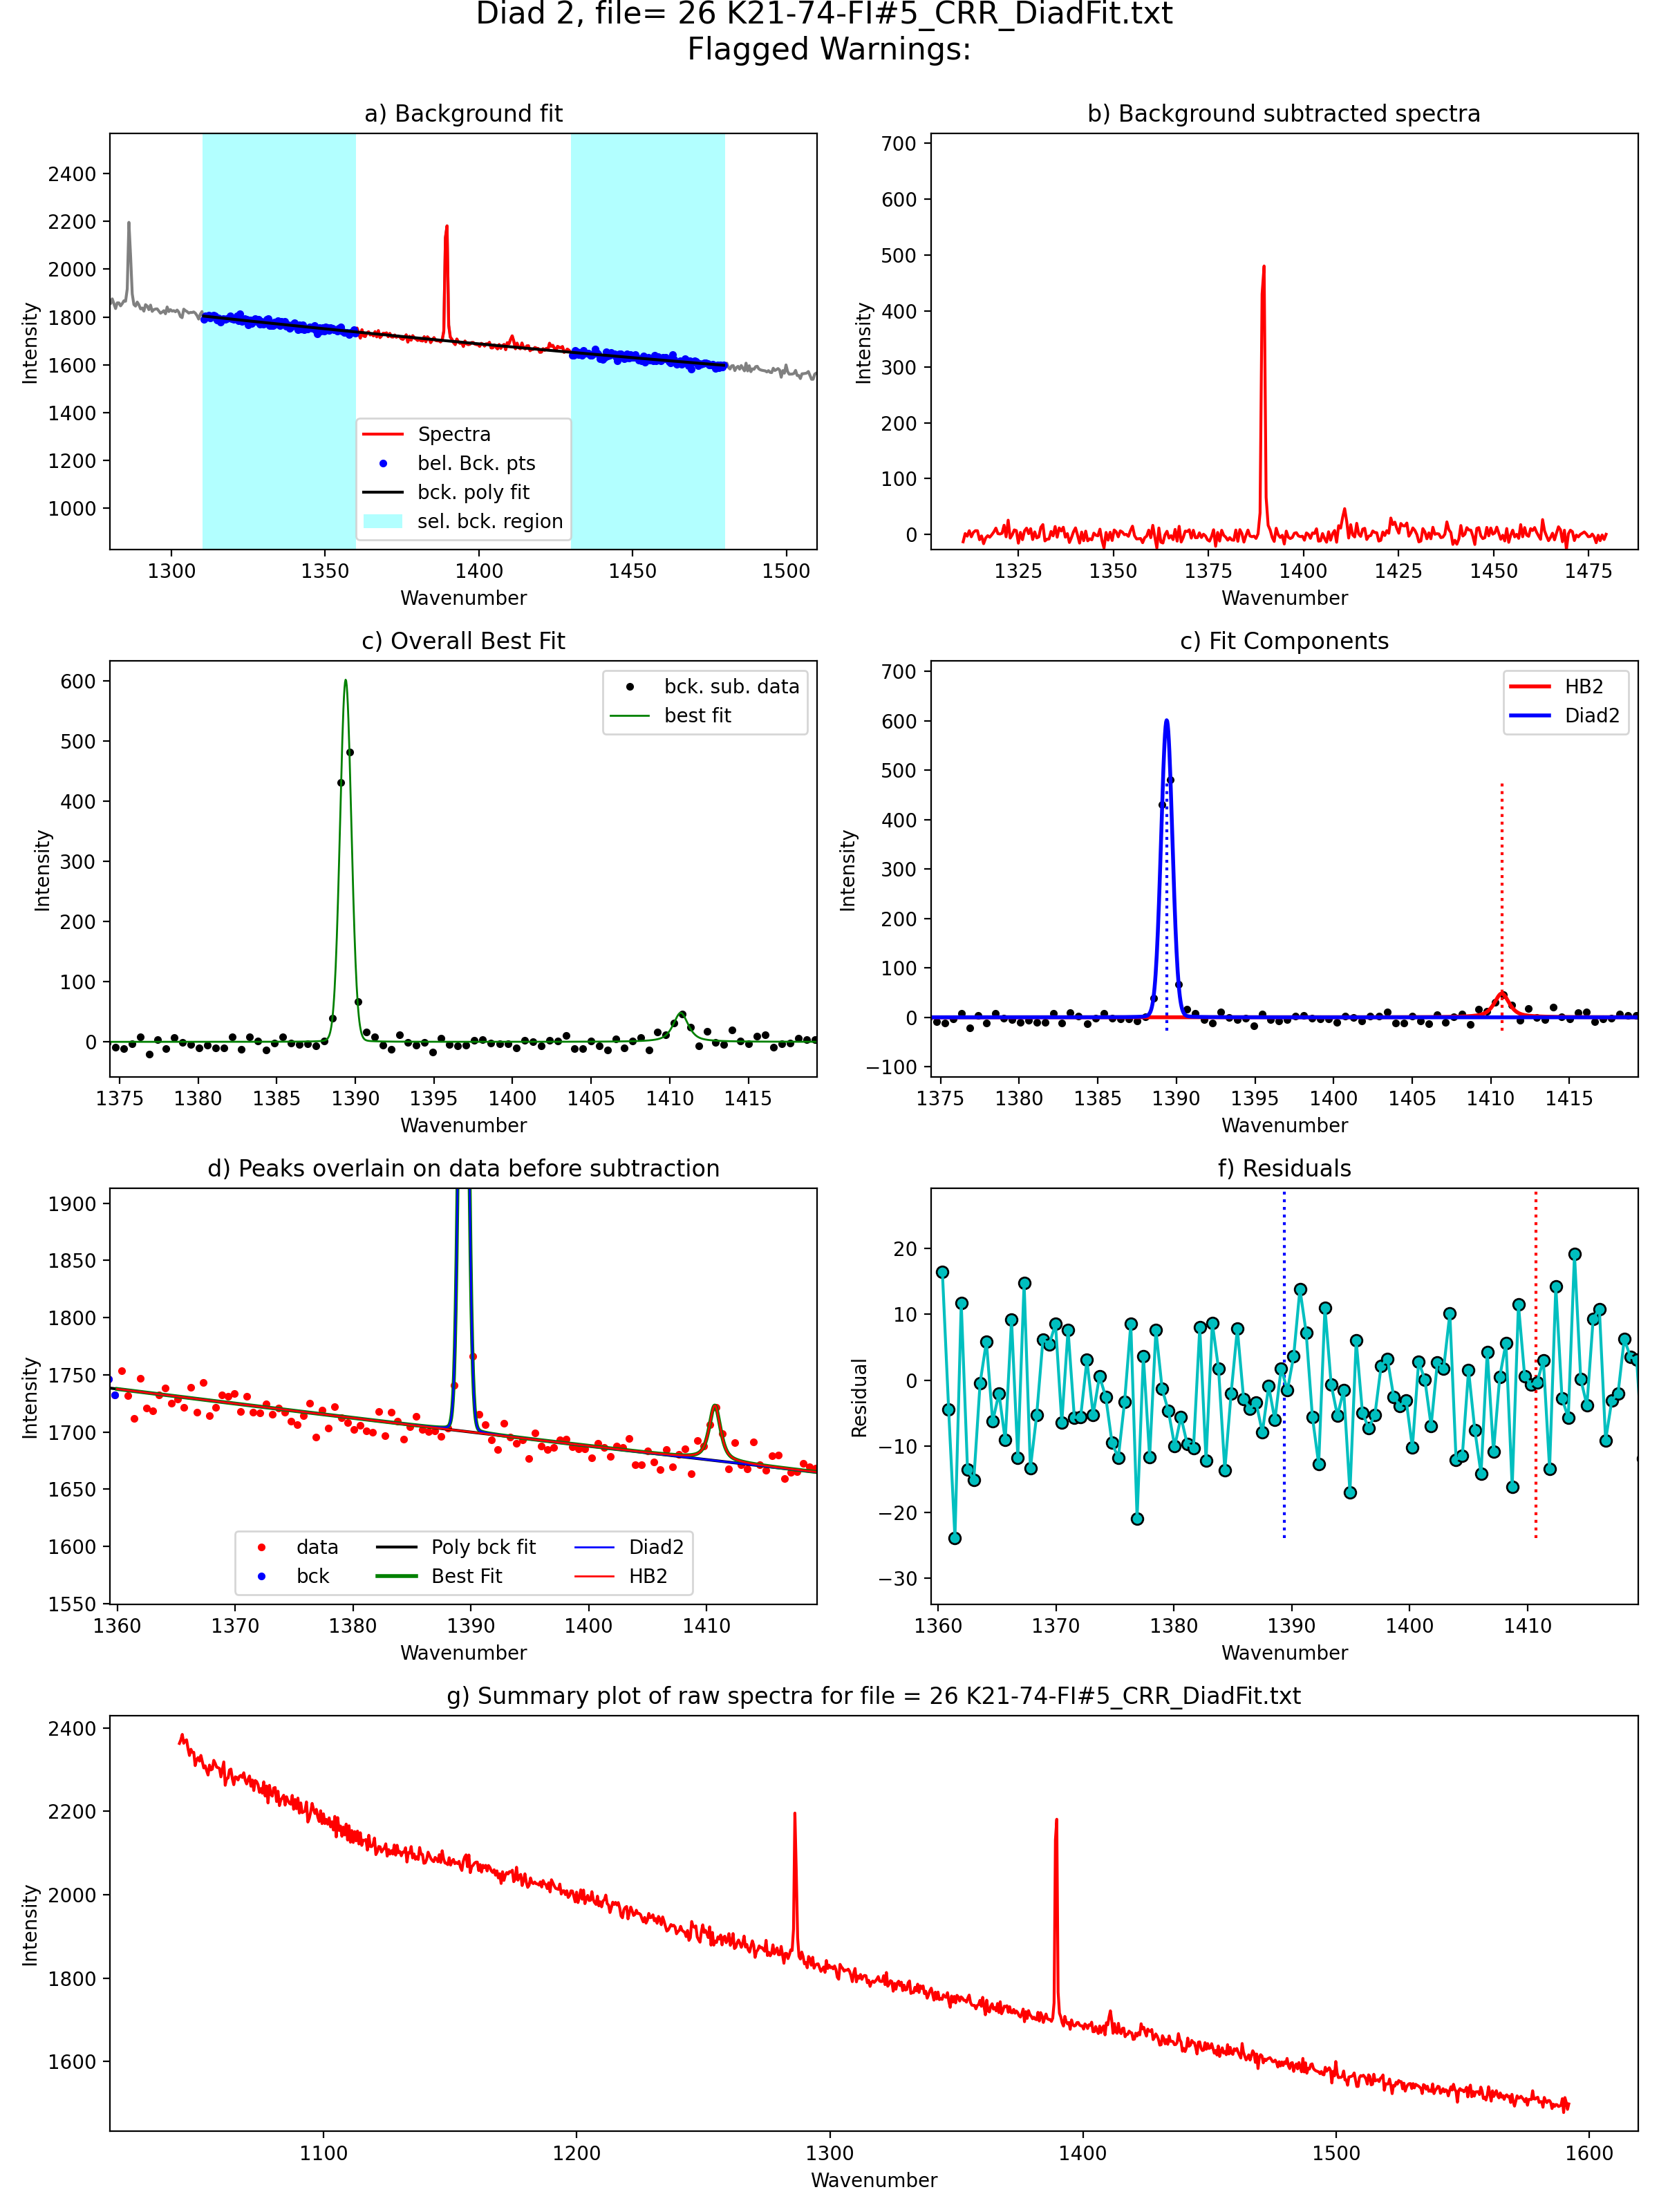 Diad 2, file= 26 K21-74-FI#5_CRR_DiadFit.txt
Flagged Warnings:
a) Background fit
Intensity
2400
2200
2000
1800
1600
1400
1200
1000
Spectra
bel. Bck. pts
bck. poly fit
sel. bck. region
1300 1350 1400 1450 1500
Wavenumber
b) Background subtracted spectra
Intensity
700
600
500
400
300
200
100
0
1325 1350 1375 1400 1425 1450 1475
Wavenumber
c) Overall Best Fit
Intensity
600
500
400
300
200
100
0
bck. sub. data
best fit
1375 1380 1385 1390 1395 1400 1405 1410 1415
Wavenumber
c) Fit Components
Intensity
700
600
500
400
300
200
100
0
−100
HB2
Diad2
1375 1380 1385 1390 1395 1400 1405 1410 1415
Wavenumber
d) Peaks overlain on data before subtraction
Intensity
1900
1850
1800
1750
1700
1650
1600
1550
data Poly bck fit Diad2
bck Best Fit HB2
1360 1370 1380 1390 1400 1410
Wavenumber
f) Residuals
Residual
20
10
0
−10
−20
−30
1360 1370 1380 1390 1400 1410
Wavenumber
g) Summary plot of raw spectra for file = 26 K21-74-FI#5_CRR_DiadFit.txt
Intensity
2400
2200
2000
1800
1600
1100 1200 1300 1400 1500 1600
Wavenumber